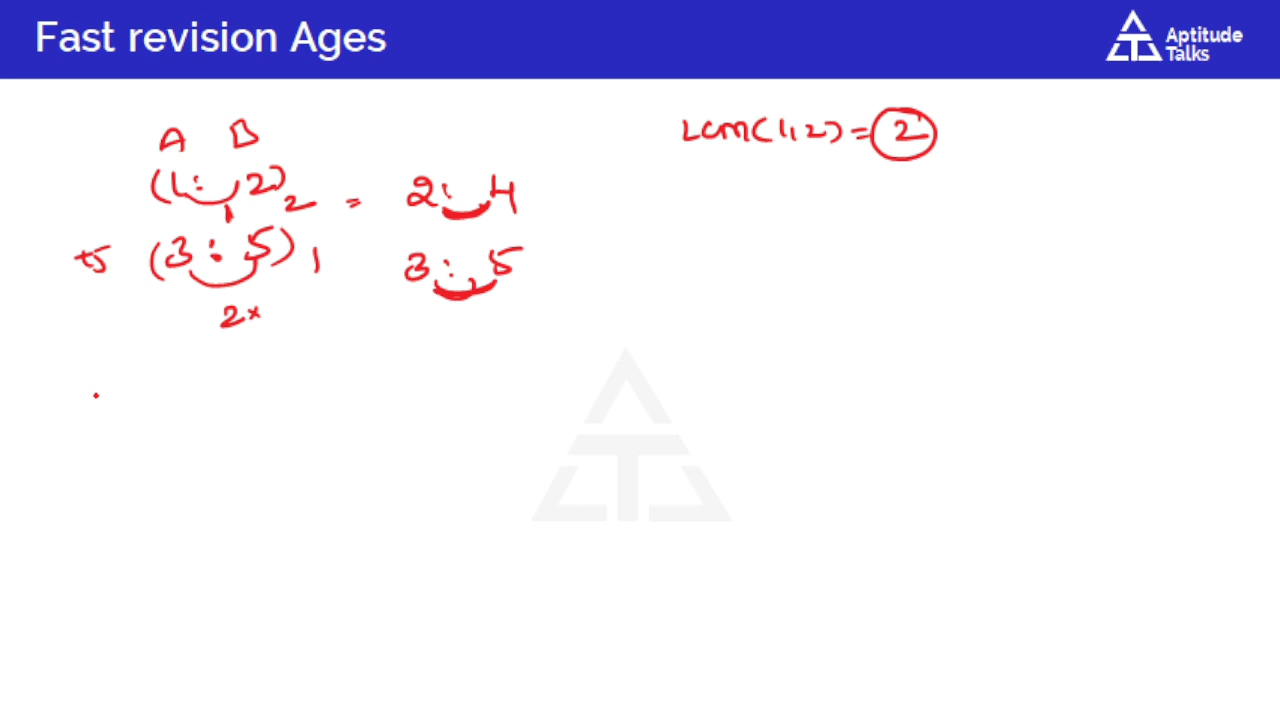 Fast revision Ages
Aptitude
Talks
A B
(1 : 2)2 = 2 : 4
1
+5 (3 : 5)1 3 : 5
2x
LCM(1,2) = 2